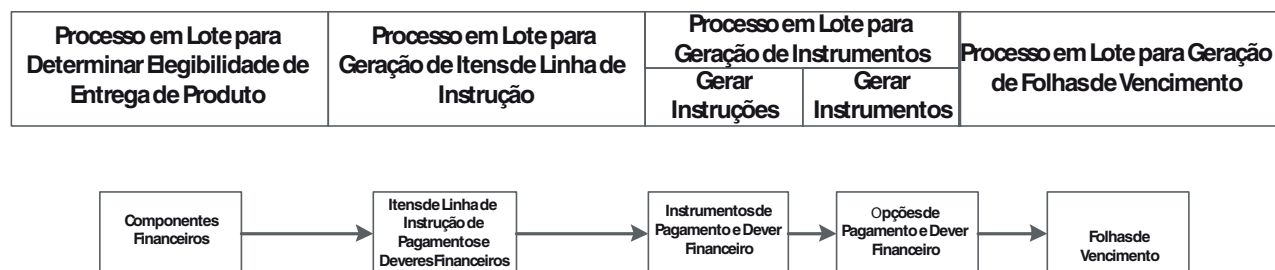 Processo em Lote para
Determinar Elegibilidade de
Entrega de Produto
Processo em Lote para
Geração de Itens de Linha de
Instrução
Processo em Lote para
Geração de Instrumentos
Gerar
Instruções
Gerar
Instrumentos
Processo em Lote para Geração
de Folhas de Vencimento
Componentes
Financeiros
Itens de Linha de
Instrução de
Pagamentos e
Deveres Financeiros
Instrumentos de
Pagamento e Dever
Financeiro
Opções de
Pagamento e Dever
Financeiro
Folhas de
Vencimento